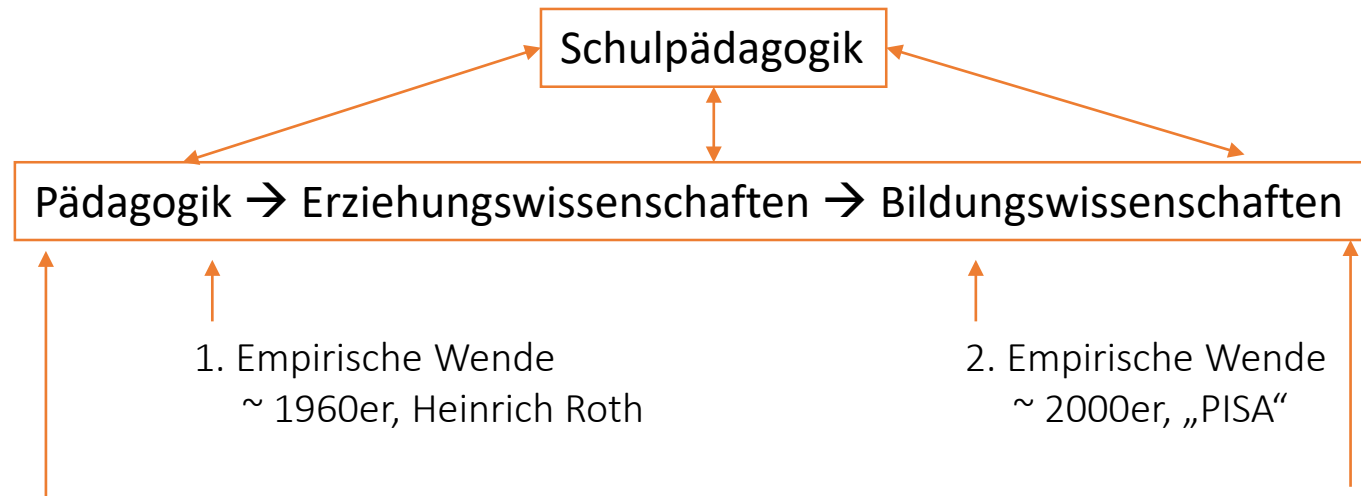 Schulpädagogik
Pädagogik → Erziehungswissenschaften → Bildungswissenschaften
1. Empirische Wende
~ 1960er, Heinrich Roth
2. Empirische Wende
~ 2000er, „PISA“